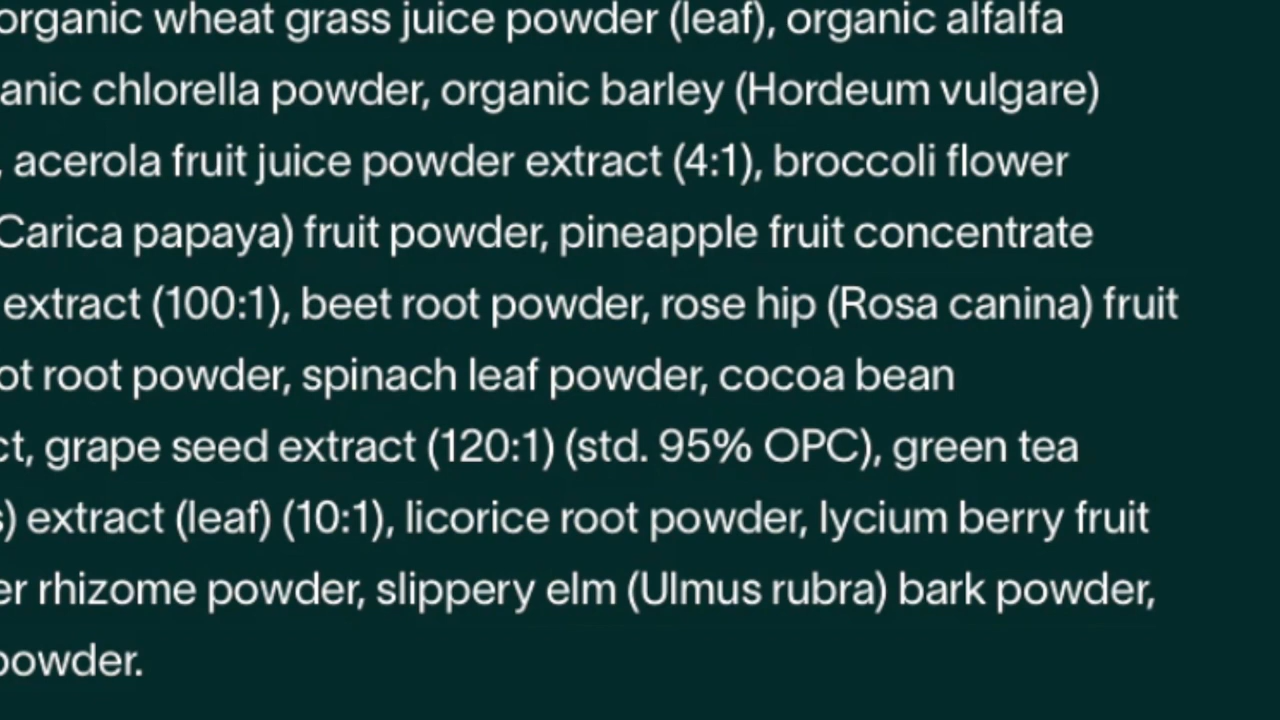 organic wheat grass juice powder (leaf), organic alfalfa
anic chlorella powder, organic barley (Hordeum vulgare)
, acerola fruit juice powder extract (4:1), broccoli flower
Carica papaya) fruit powder, pineapple fruit concentrate
extract (100:1), beet root powder, rose hip (Rosa canina) fruit
ot root powder, spinach leaf powder, cocoa bean
ct, grape seed extract (120:1) (std. 95% OPC), green tea
s) extract (leaf) (10:1), licorice root powder, lycium berry fruit
er rhizome powder, slippery elm (Ulmus rubra) bark powder,
powder.